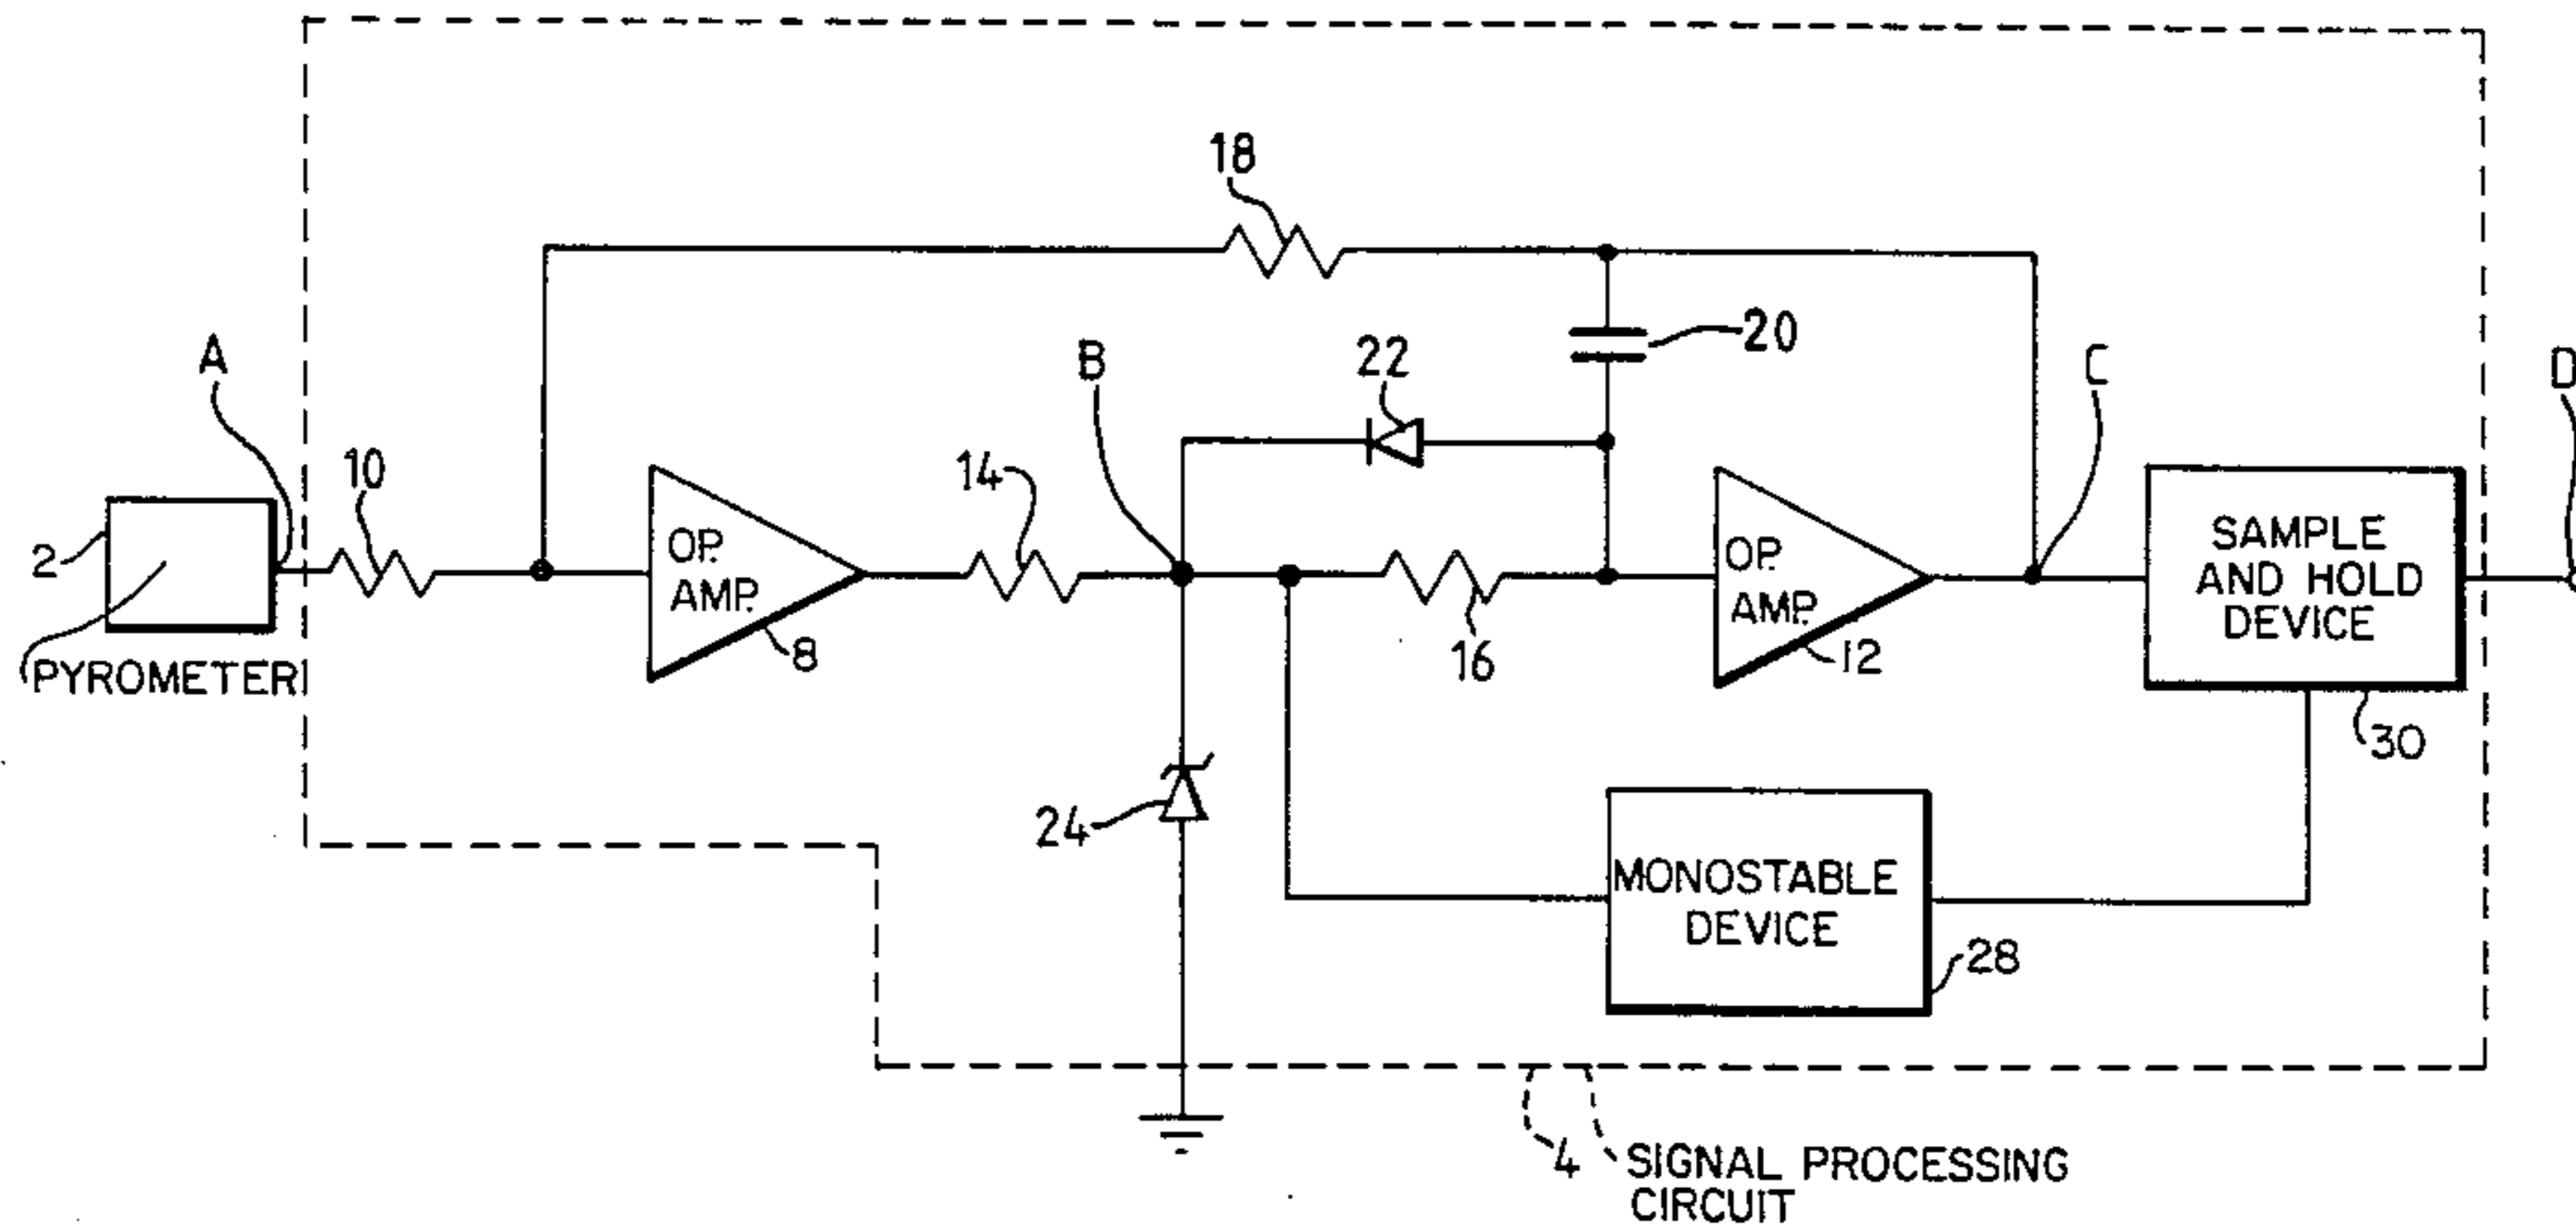 18
A
10
B
22
20
C
D
14
2
PYROMETER
OP.
AMP.
8
16
OP.
AMP.
12
SAMPLE
AND HOLD
DEVICE
30
24
MONOSTABLE
DEVICE
28
4
SIGNAL PROCESSING
CIRCUIT